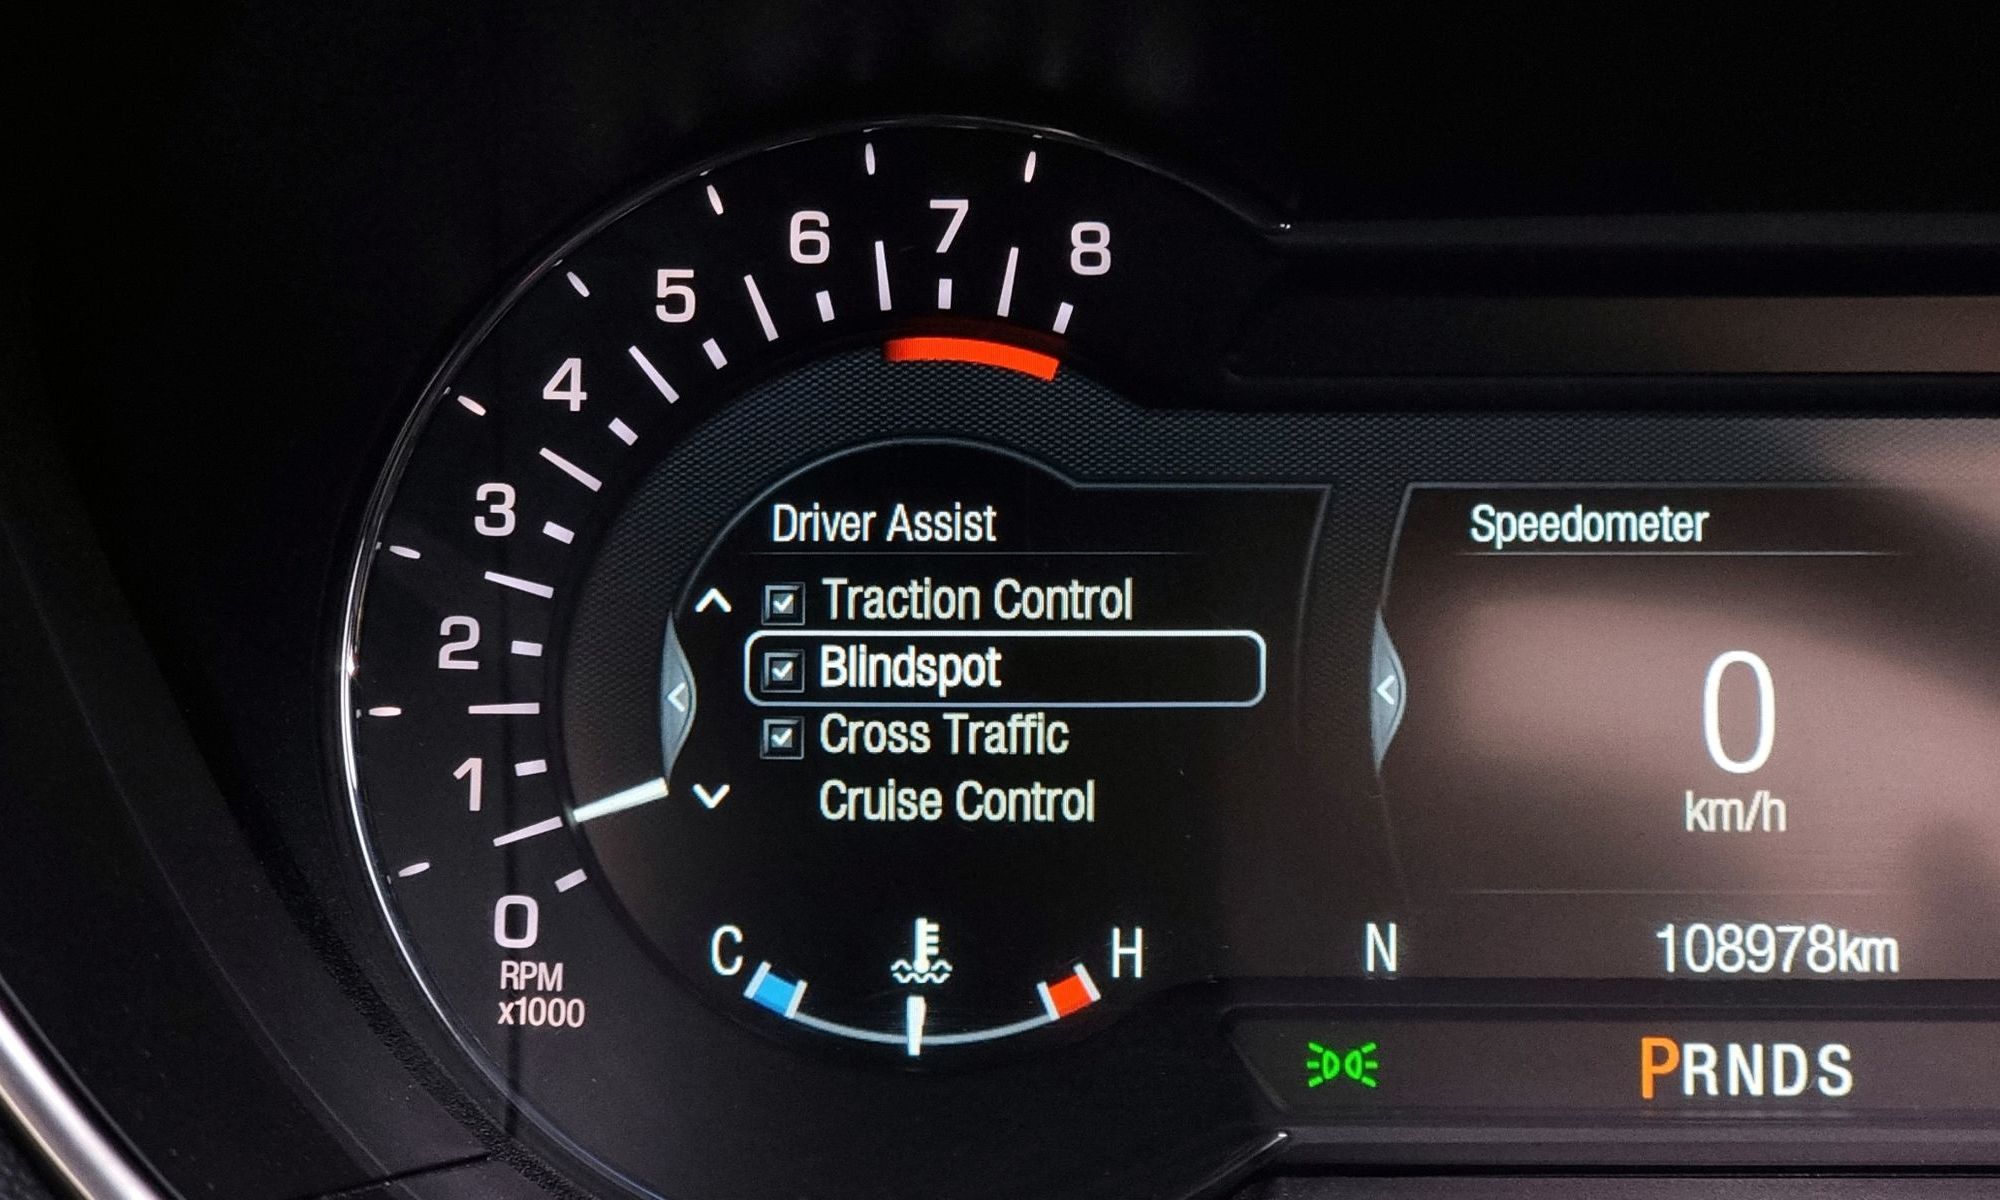 8
7
6
5
4
3
2
1
0
RPM
x1000
Driver Assist
Traction Control
Blindspot
Cross Traffic
Cruise Control
C
H
Speedometer
0
km/h
N
108978km
PRNDS